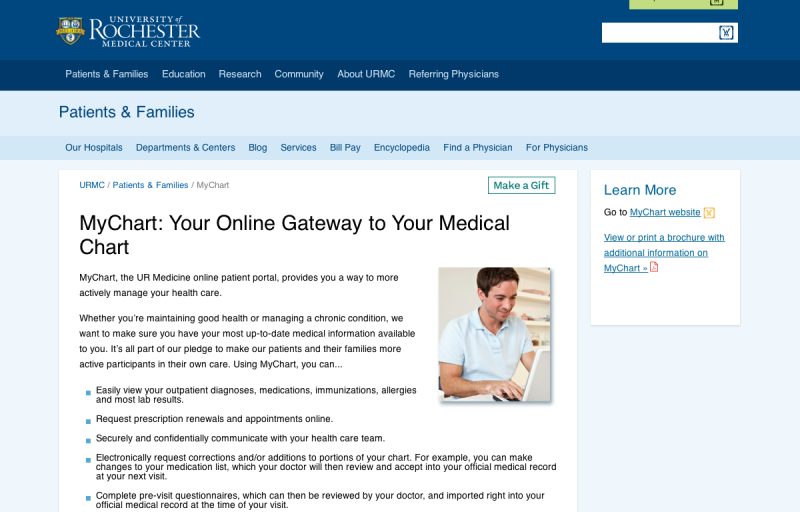 UNIVERSITY of
ROCHESTER
MEDICAL CENTER
Patients & Families Education Research Community About URMC Referring Physicians
Patients & Families
Our Hospitals Departments & Centers Blog Services Bill Pay Encyclopedia Find a Physician For Physicians
URMC / Patients & Families / MyChart
Make a Gift
MyChart: Your Online Gateway to Your Medical
Chart
MyChart, the UR Medicine online patient portal, provides you a way to more
actively manage your health care.
Whether you're maintaining good health or managing a chronic condition, we
want to make sure you have your most up-to-date medical information available
to you. It's all part of our pledge to make our patients and their families more
active participants in their own care. Using MyChart, you can...
Easily view your outpatient diagnoses, medications, immunizations, allergies
and most lab results.
Request prescription renewals and appointments online.
Securely and confidentially communicate with your health care team.
Electronically request corrections and/or additions to portions of your chart. For example, you can make
changes to your medication list, which your doctor will then review and accept into your official medical record
at your next visit.
Complete pre-visit questionnaires, which can then be reviewed by your doctor, and imported right into your
official medical record at the time of your visit.
Learn More
Go to MyChart website
View or print a brochure with
additional information on
MyChart »